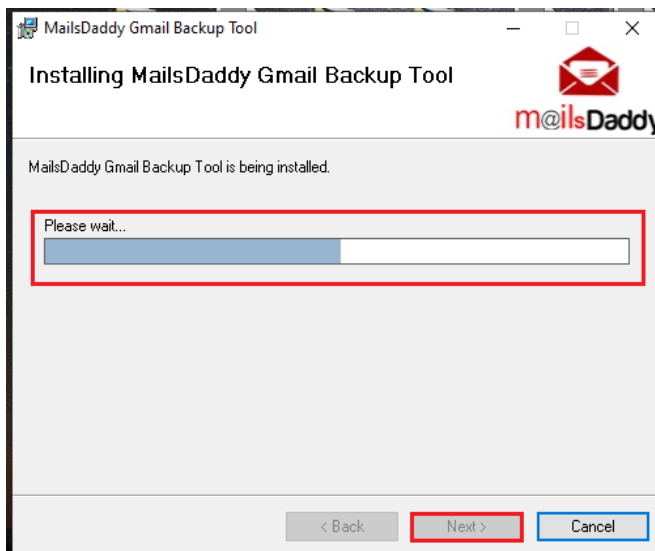 MailsDaddy Gmail Backup Tool
Installing MailsDaddy Gmail Backup Tool
m@ilsDaddy
MailsDaddy Gmail Backup Tool is being installed.
Please wait...
< Back
Next >
Cancel